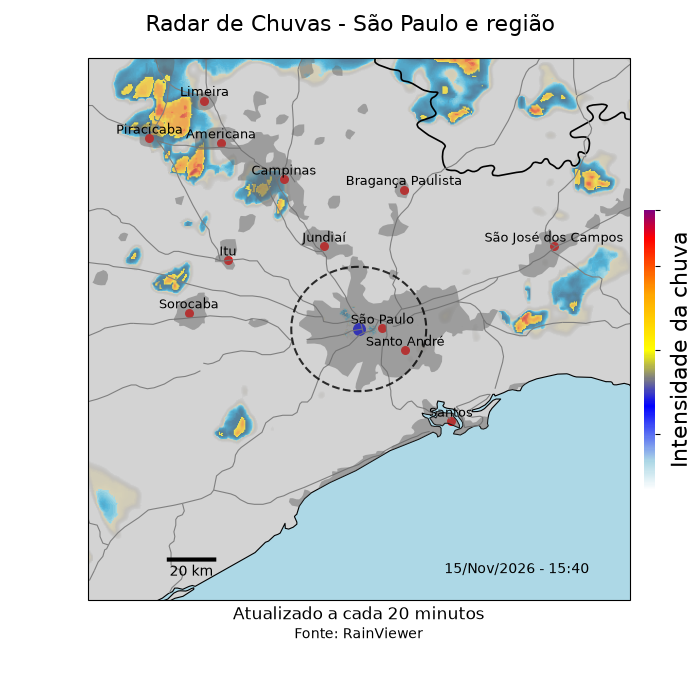 Radar de Chuvas - São Paulo e região
Limeira
Piracicaba
Americana
Campinas
Bragança Paulista
Jundiaí
São José dos Campos
Itu
Sorocaba
São Paulo
Santo André
Santos
Intensidade da chuva
20 km
15/Nov/2026 - 15:40
Atualizado a cada 20 minutos
Fonte: RainViewer